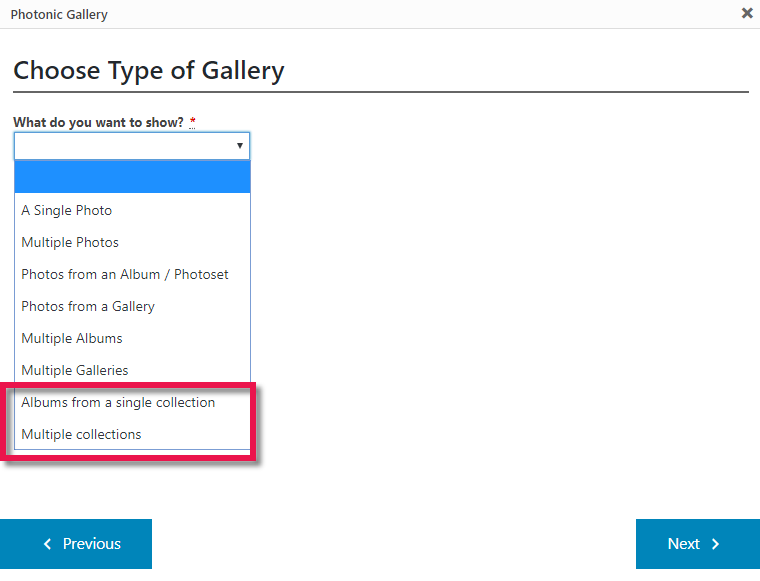 Photonic Gallery
Choose Type of Gallery
What do you want to show? *
A Single Photo
Multiple Photos
Photos from an Album / Photoset
Photos from a Gallery
Multiple Albums
Multiple Galleries
Albums from a single collection
Multiple collections
Previous
Next